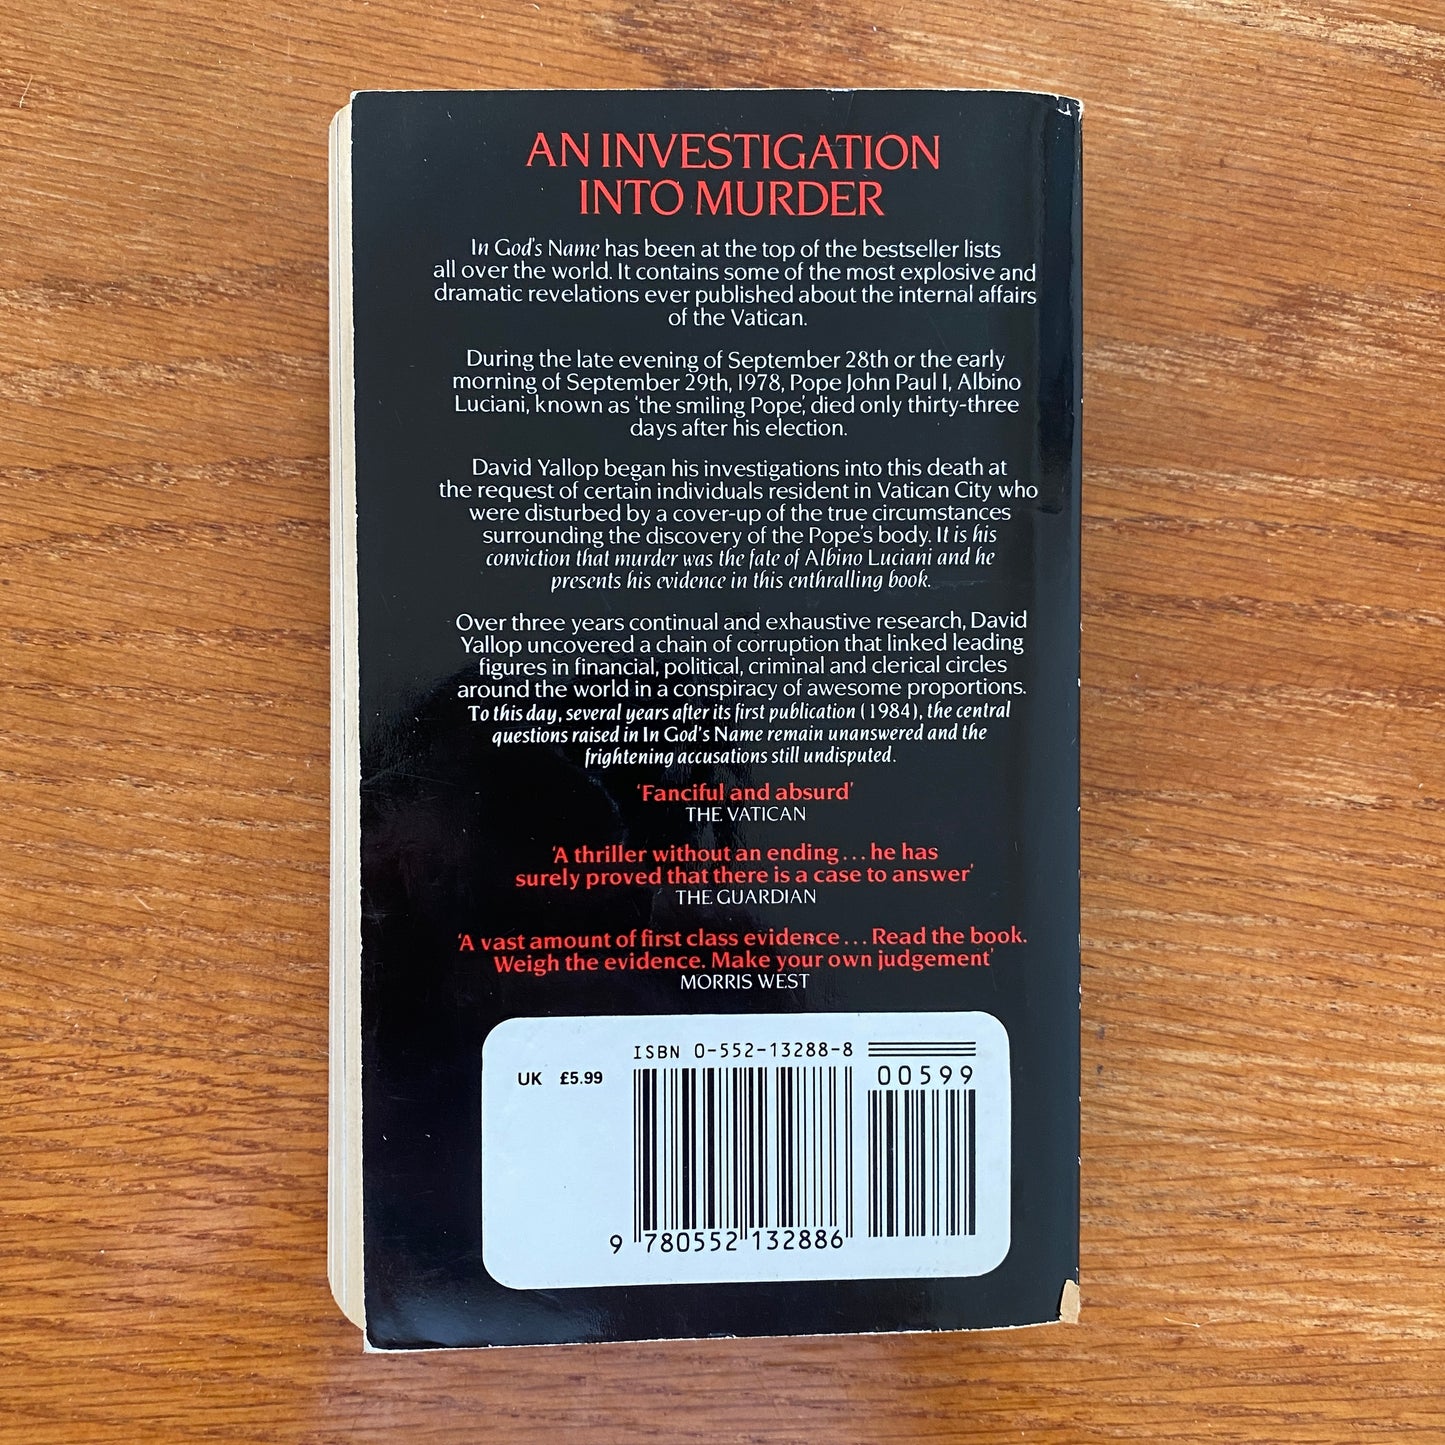 AN INVESTIGATION
INTO MURDER
In God's Name has been at the top of the bestseller lists
all over the world. It contains some of the most explosive and
dramatic revelations ever published about the internal affairs
of the Vatican.
During the late evening of September 28th or the early
morning of September 29th, 1978, Pope John Paul I, Albino
Luciani, known as 'the smiling Pope', died only thirty-three
days after his election.
David Yallop began his investigations into this death at
the request of certain individuals resident in Vatican City who
were disturbed by a cover-up of the true circumstances
surrounding the discovery of the Pope's body. It is his
conviction that murder was the fate of Albino Luciani and he
presents his evidence in this enthralling book.
Over three years continual and exhaustive research, David
Yallop uncovered a chain of corruption that linked leading
figures in financial, political, criminal and clerical circles
around the world in a conspiracy of awesome proportions.
To this day, several years after its first publication (1984), the central
questions raised in In God's Name remain unanswered and the
frightening accusations still undisputed.
'Fanciful and absurd'
THE VATICAN
'A thriller without an ending... he has
surely proved that there is a case to answer'
THE GUARDIAN
'A vast amount of first class evidence... Read the book.
Weigh the evidence. Make your own judgement'
MORRIS WEST
ISBN 0-552-13288-8
UK £5.99
00599
9 780552 132886